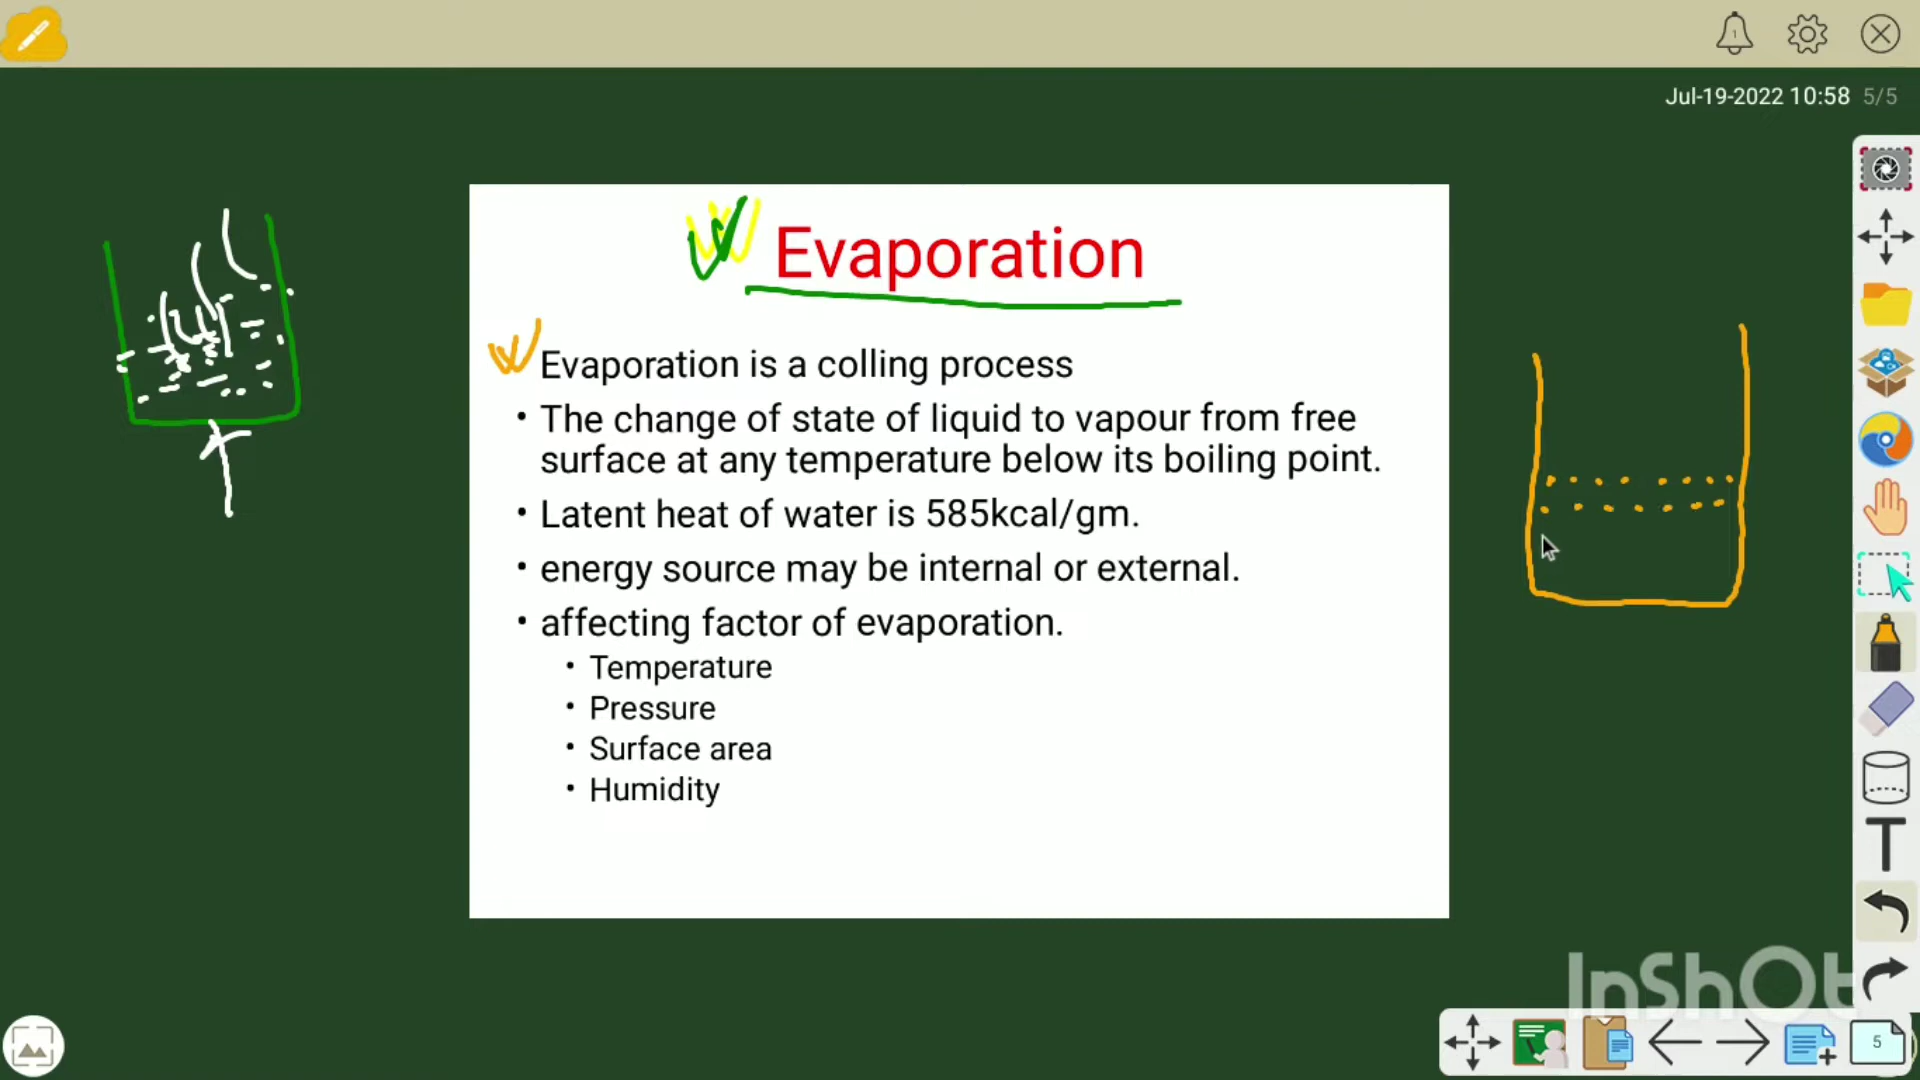 1
Jul-19-2022 10:58 5/5
Evaporation
Evaporation is a colling process
• The change of state of liquid to vapour from free
surface at any temperature below its boiling point.
• Latent heat of water is 585kcal/gm.
• energy source may be internal or external.
• affecting factor of evaporation.
• Temperature
• Pressure
• Surface area
• Humidity
T
InShOt
5